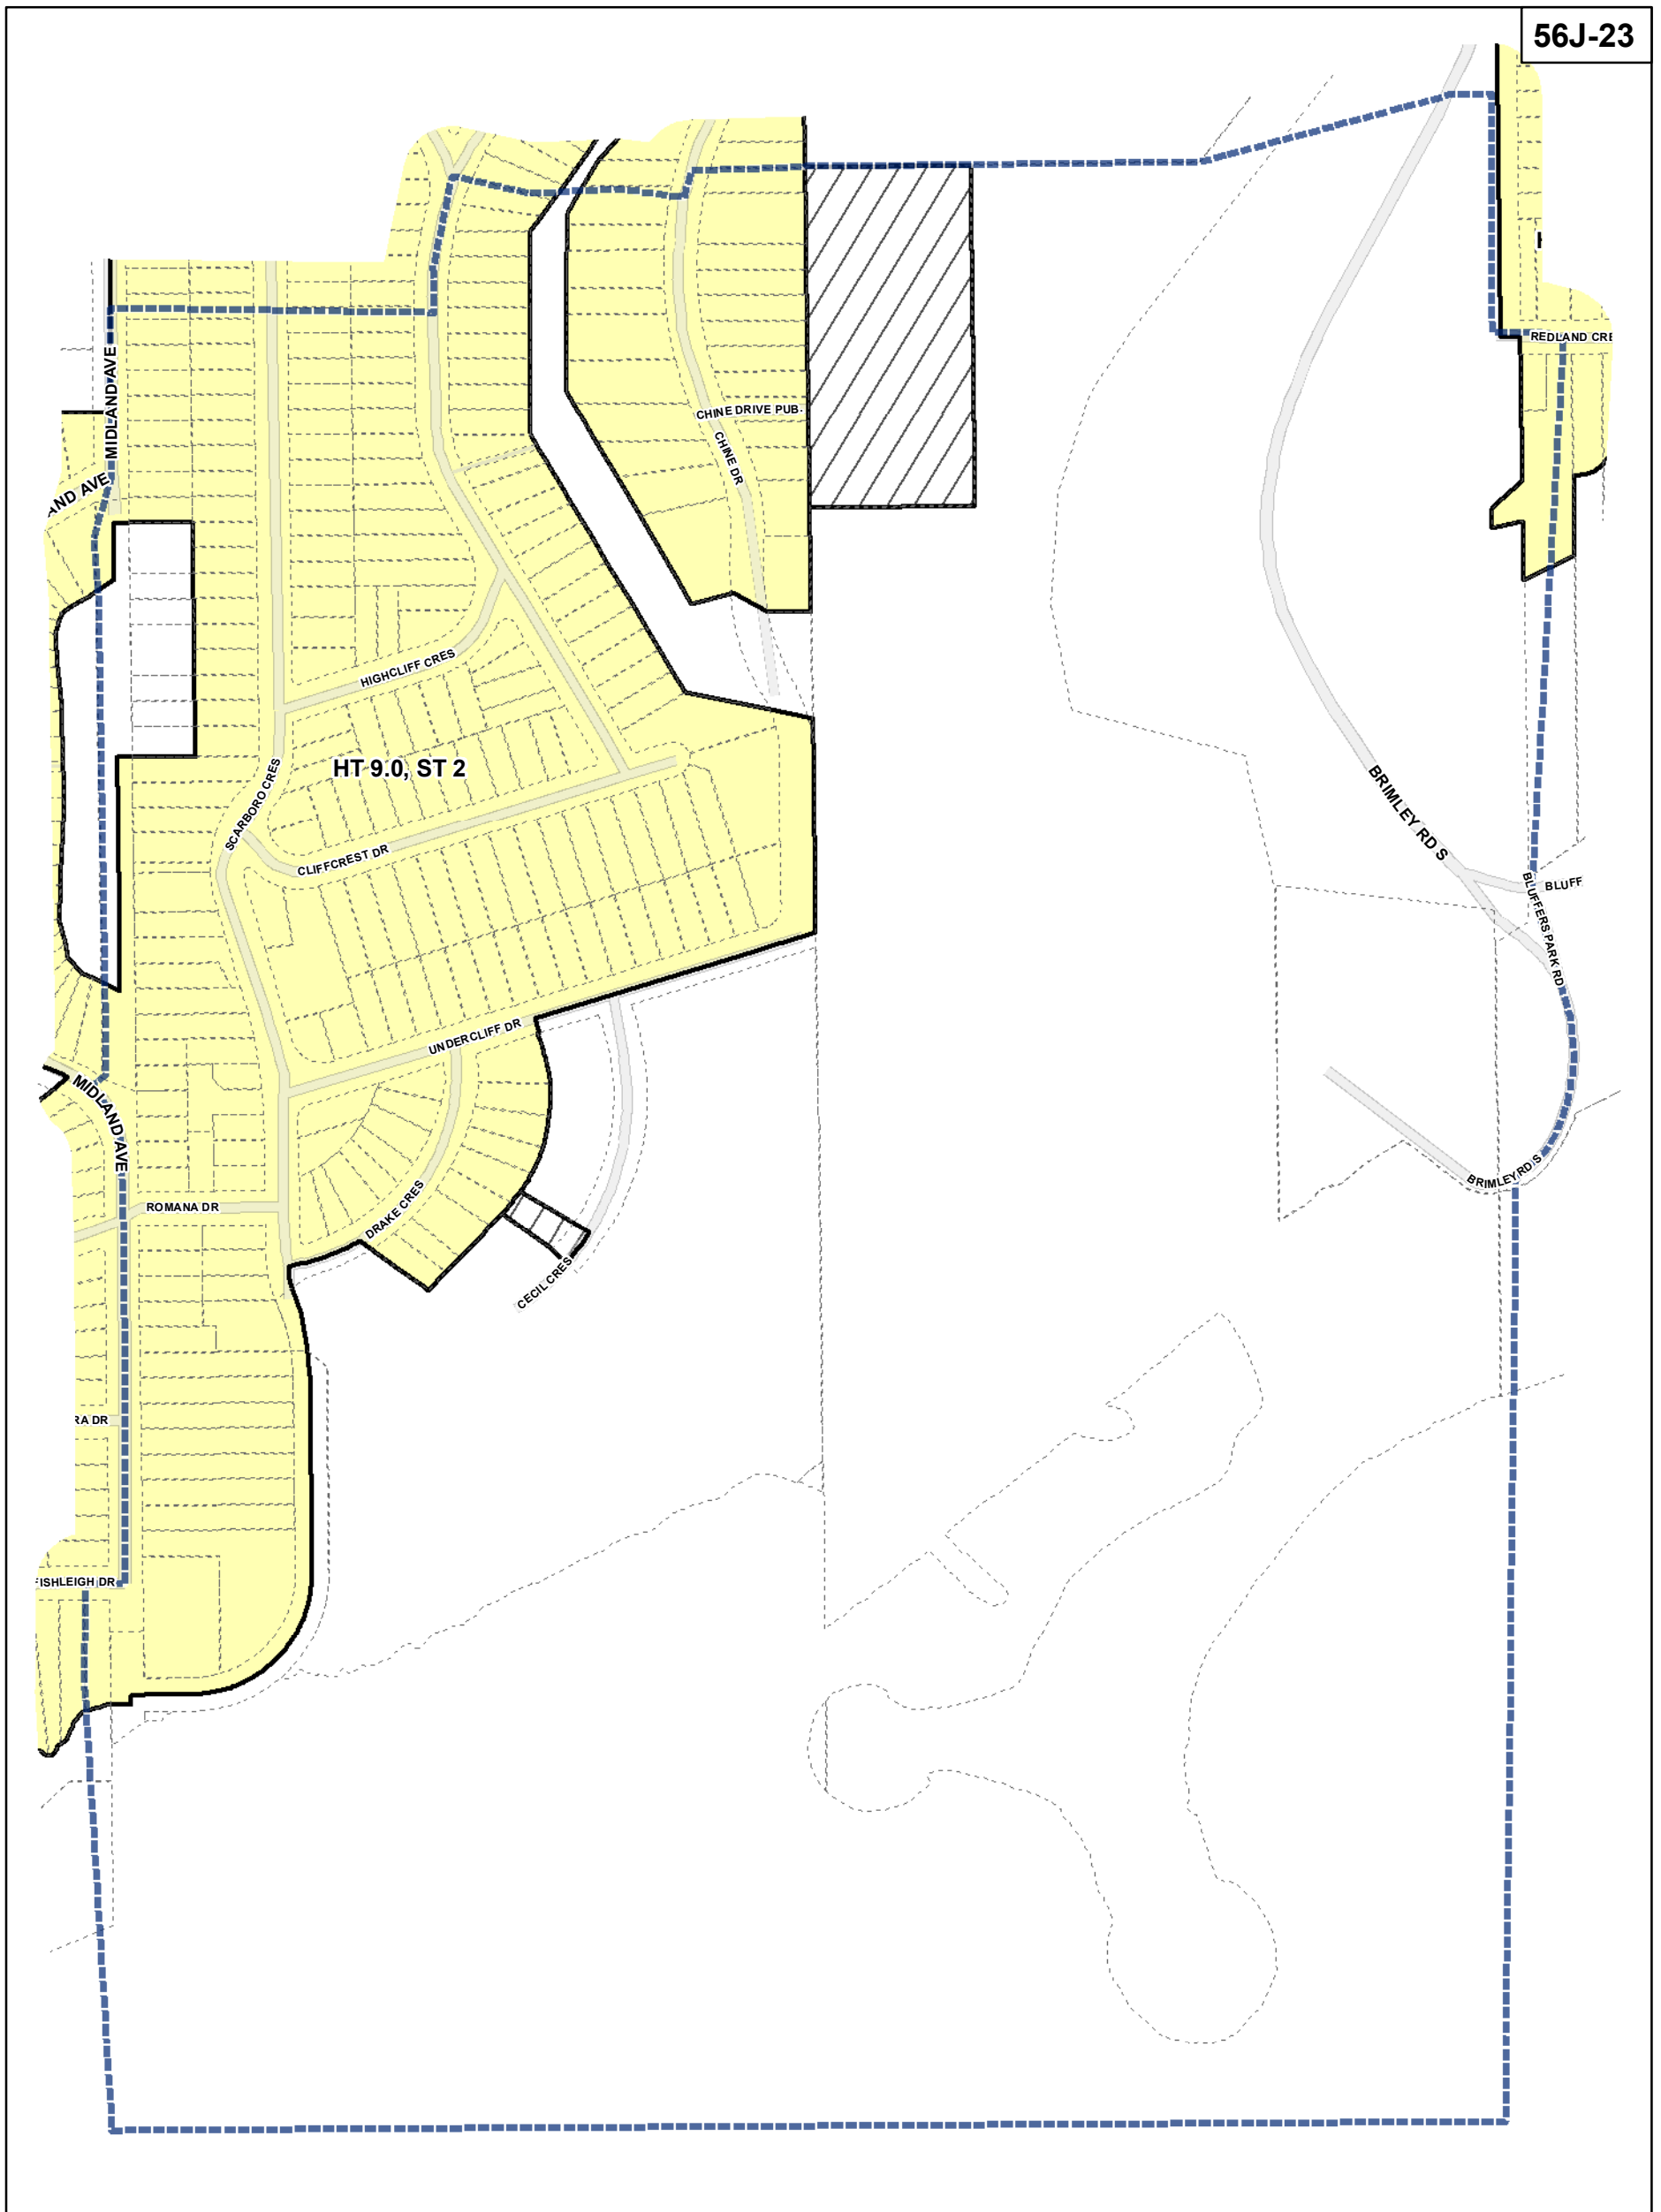 56J-23
REDLAND CRE
MIDLAND AVE
CHINE DRIVE PUB.
CHINE DR
AND AVE
HIGHCLIFF CRES
HT 9.0, ST 2
SCARBORO CRES
BRIMLEY RD S
CLIFFCREST DR
BLUFF
BLUFFERS PARK RD
UNDERCLIFF DR
MIDLAND AVE
BRIMLEY RD S
ROMANA DR
DRAKE CRES
CECIL CRES
RA DR
FISHLEIGH DR